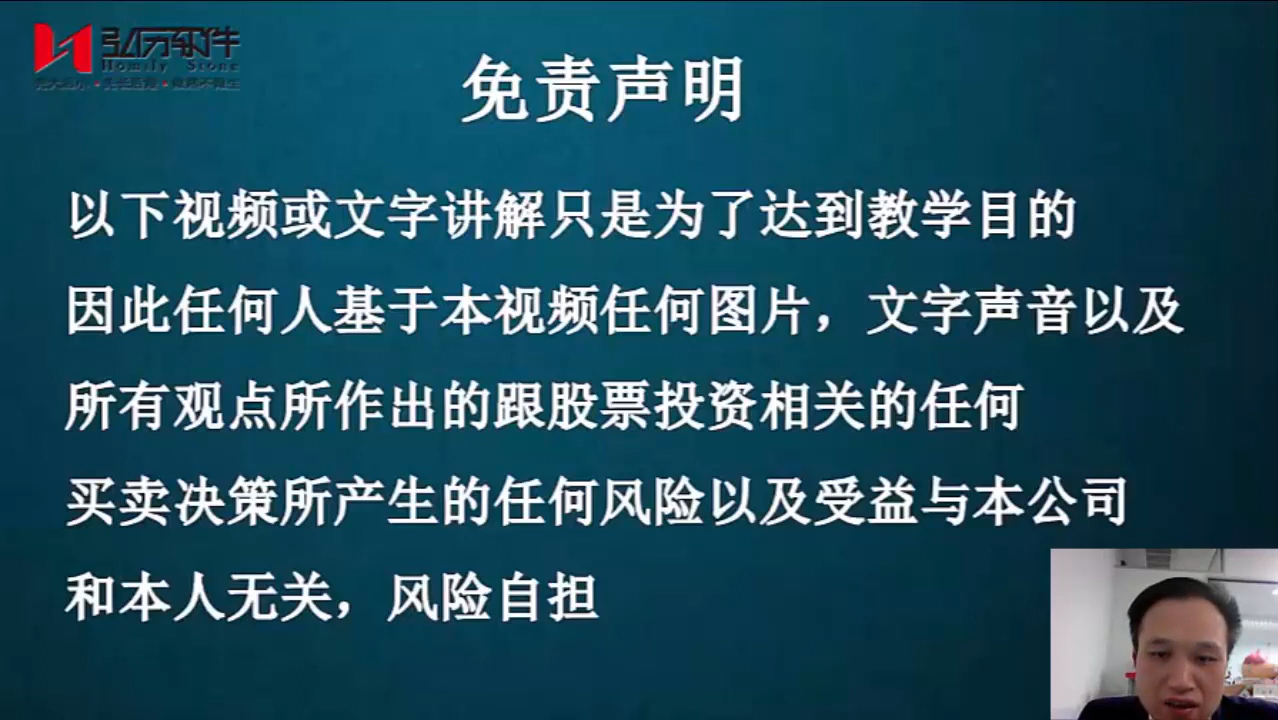 弘历软件
Homily Stone
免责声明
以下视频或文字讲解只是为了达到教学目的
因此任何人基于本视频任何图片，文字声音以及
所有观点所作出的跟股票投资相关的任何
买卖决策所产生的任何风险以及受益与本公司
和本人无关，风险自担